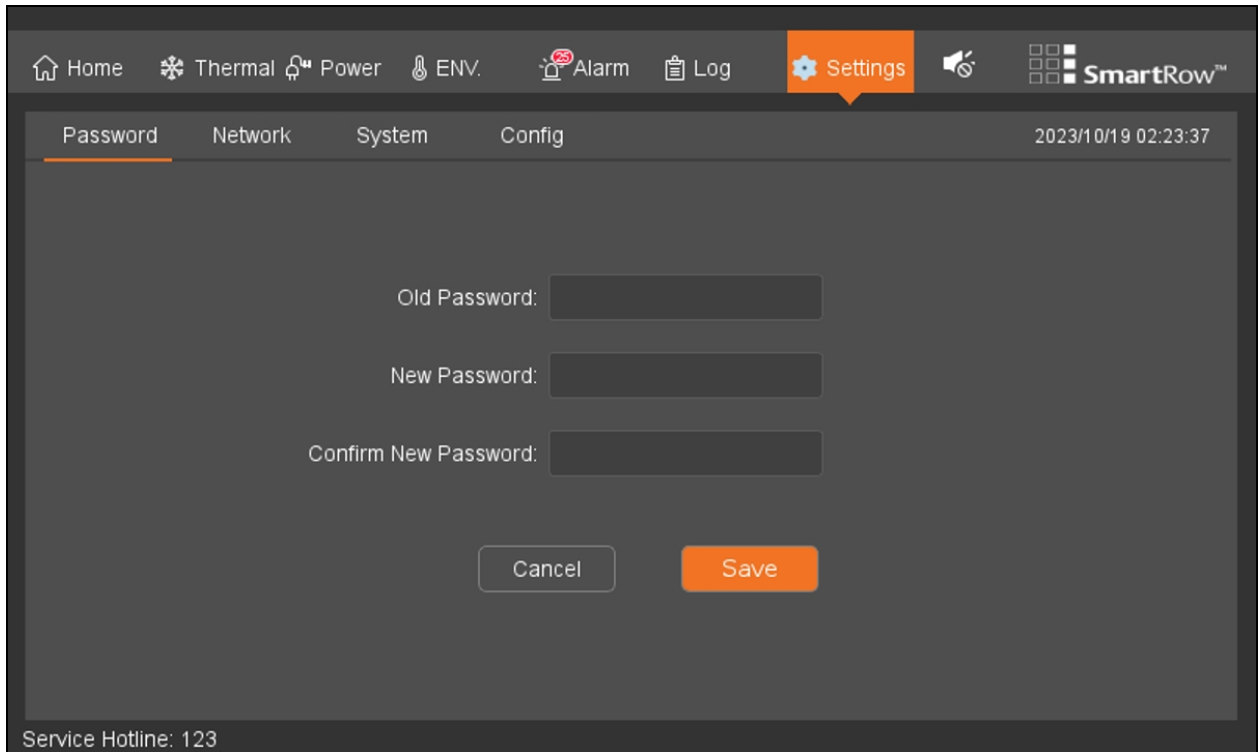 Home Thermal Power ENV. 25 Alarm Log Settings SmartRow™
Password Network System Config 2023/10/19 02:23:37
Old Password:
New Password:
Confirm New Password:
Cancel Save
Service Hotline: 123